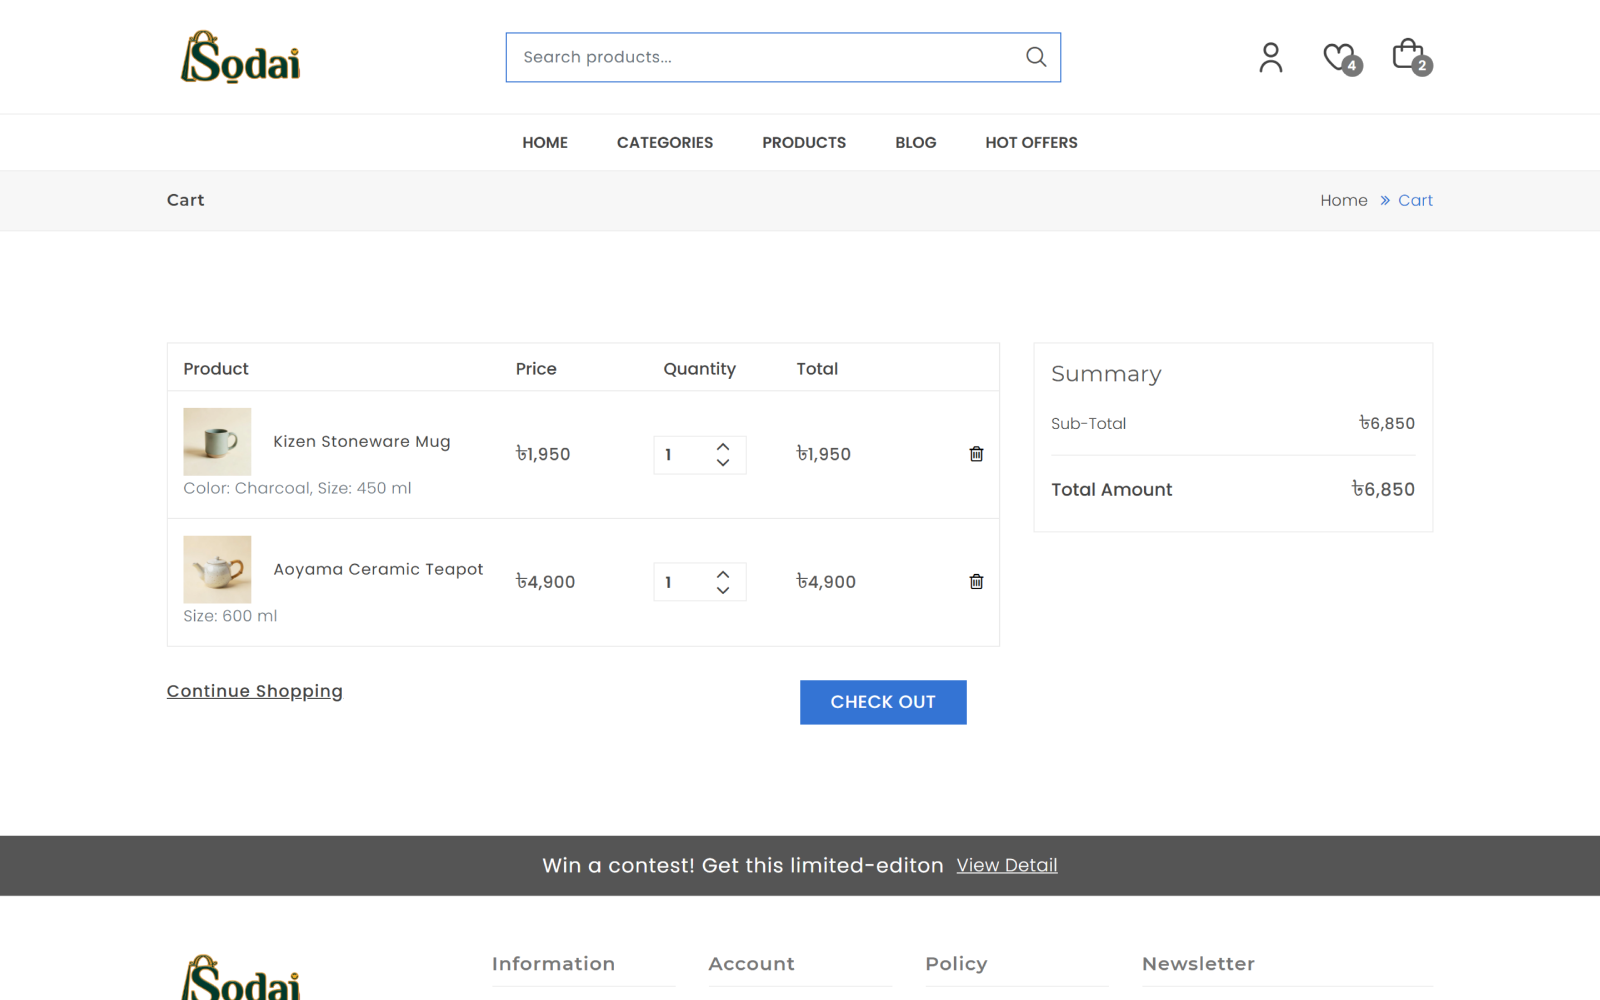 Sodai
Search products...
4
2
HOME CATEGORIES PRODUCTS BLOG HOT OFFERS
Cart
Home » Cart
Product Price Quantity Total
Kizen Stoneware Mug ৳1,950 1 ৳1,950
Color: Charcoal, Size: 450 ml
Aoyama Ceramic Teapot ৳4,900 1 ৳4,900
Size: 600 ml
Summary
Sub-Total ৳6,850
Total Amount ৳6,850
Continue Shopping
CHECK OUT
Win a contest! Get this limited-editon View Detail
Sodai
Information Account Policy Newsletter